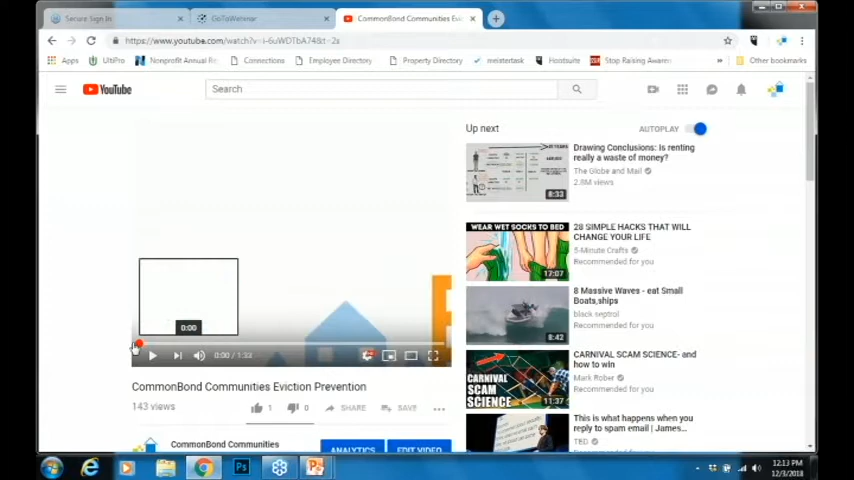 Secure Sign In
GoToWebinar
CommonBond Communities Evic
https://www.youtube.com/watch?v=i-6uWDTbA74&t=2s
Apps
UltiPro
Nonprofit Annual Re
Connections
Employee Directory
Property Directory
meistertask
Hootsuite
Stop Raising Aware
Other bookmarks
YouTube
Search
Up next
AUTOPLAY
Drawing Conclusions: Is renting
really a waste of money?
The Globe and Mail
2.8M views
8:33
WEAR WET SOCKS TO BED
28 SIMPLE HACKS THAT WILL
CHANGE YOUR LIFE
5-Minute Crafts
Recommended for you
17:07
8 Massive Waves - eat Small
Boats,ships
black septrol
Recommended for you
8:42
0:00
0:00 / 1:33
CARNIVAL SCAM SCIENCE- and
how to win
Mark Rober
Recommended for you
CARNIVAL
SCAM
SCIENCE
11:37
CommonBond Communities Eviction Prevention
143 views
1
0
SHARE
SAVE
This is what happens when you
reply to spam email | James...
TED
CommonBond Communities
ANALYTICS
EDIT VIDEO
12:13 PM
12/3/2018